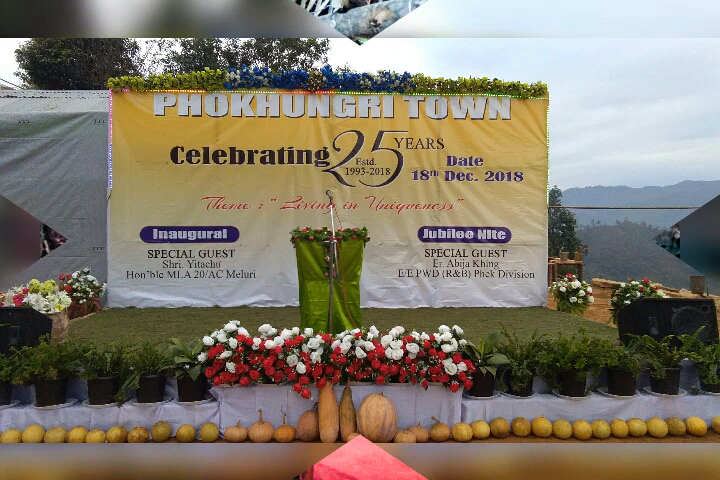 PHOKHUNGRI TOWN
Celebrating 25 YEARS
Estd.
1993-2018
Date
18th Dec. 2018
Theme : "Living in Uniqueness"
Inaugural
SPECIAL GUEST
Shri. Yitachu
Hon'ble MLA 20/AC Meluri
Jubilee Nite
SPECIAL GUEST
Er. Abija Khing
E/E PWD (R&B) Phek Division